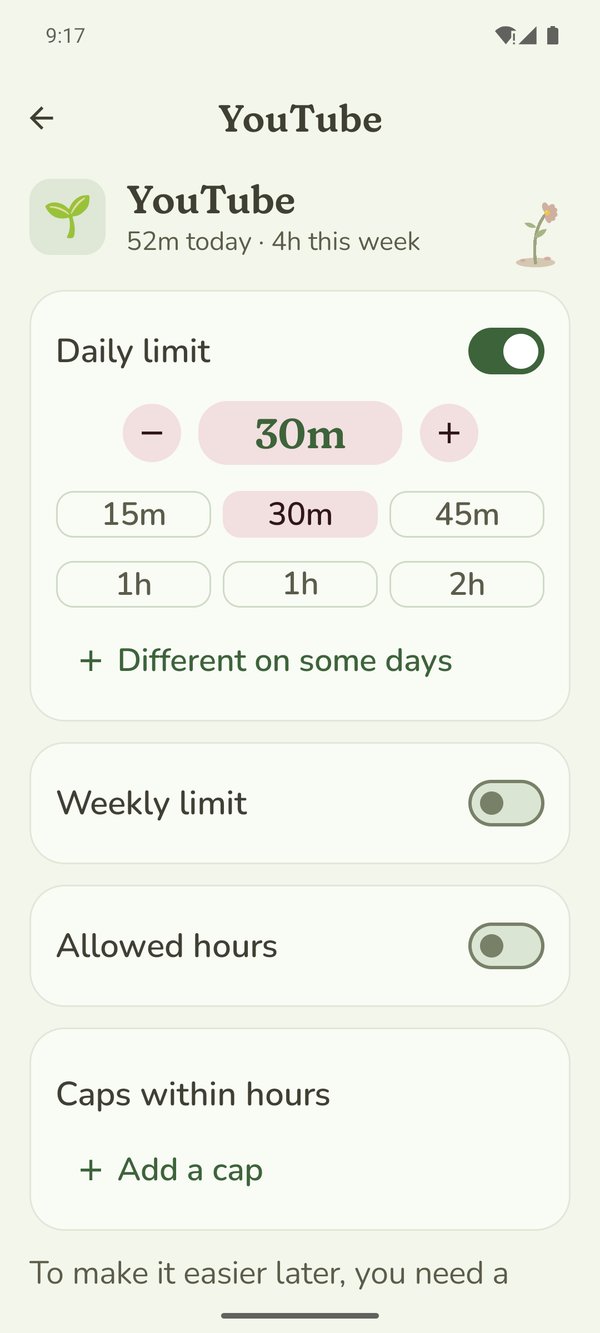 9:17
YouTube
YouTube
52m today · 4h this week
Daily limit
− 30m +
15m 30m 45m
1h 1h 2h
+ Different on some days
Weekly limit
Allowed hours
Caps within hours
+ Add a cap
To make it easier later, you need a